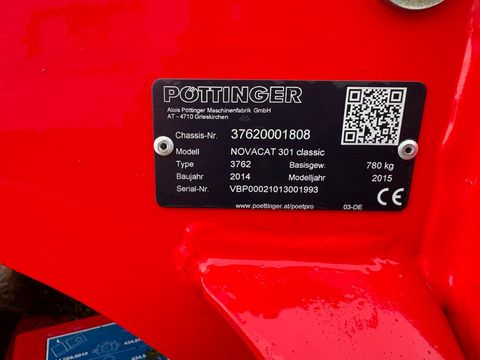 PÖTTINGER
Alois Pöttinger Maschinenfabrik GmbH
AT - 4710 Grieskirchen
Chassis-Nr. 37620001808
Modell NOVACAT 301 classic
Type 3762 Basisgew. 780 kg
Baujahr 2014 Modelljahr 2015
Serial-Nr. VBP00021013001993 CE
www.poettinger.at/poelpro 03-DE